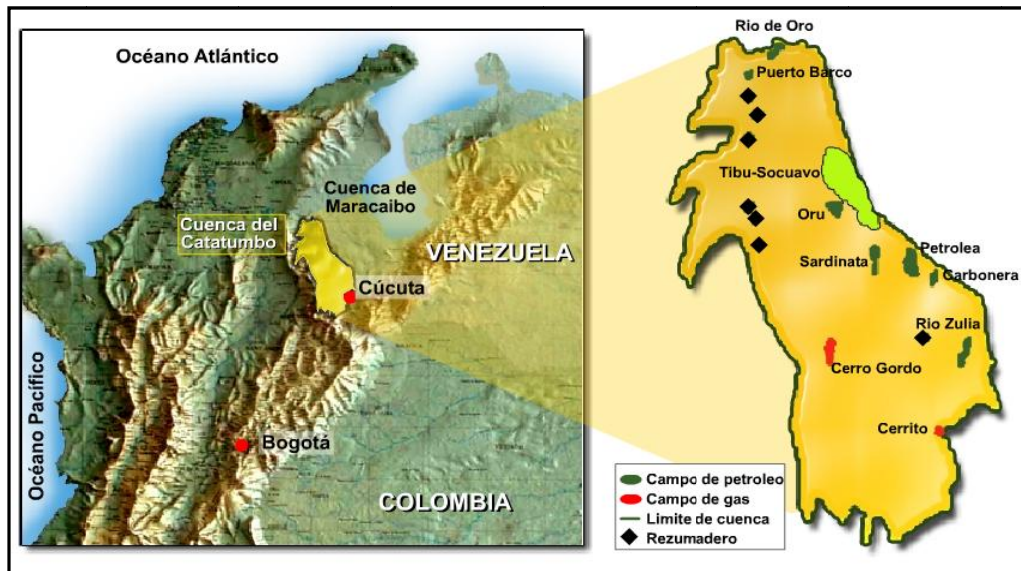 Océano Atlántico
Cuenca de
Maracaibo
Cuenca del
Catatumbo
VENEZUELA
Cúcuta
Océano Pacífico
Bogotá
COLOMBIA
Rio de Oro
Puerto Barco
Tibu-Socuavo
Oru
Sardinata
Petrolea
Carbonera
Rio Zulia
Cerro Gordo
Cerrito
Campo de petroleo
Campo de gas
Limite de cuenca
Rezumadero